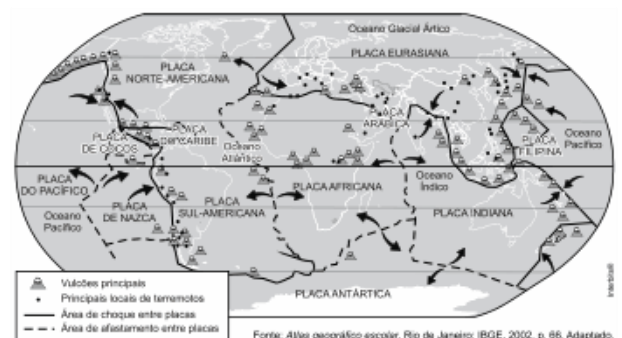 Oceano Glacial Ártico
PLACA EURASIANA
PLACA
NORTE-AMERICANA
PLACA
ARÁBICA
PLACA
DE COCOS
PLACA
DO CARIBE
Oceano
Atlântico
PLACA
FILIPINA
Oceano
Pacífico
PLACA
DO PACÍFICO
Oceano
Pacífico
PLACA
DE NAZCA
PLACA
SUL-AMERICANA
PLACA AFRICANA
Oceano
Índico
PLACA INDIANA
PLACA ANTÁRTICA
Vulcões principais
Principais locais de terremotos
Área de choque entre placas
Área de afastamento entre placas
Interbits®
Fonte: Atlas geográfico escolar. Rio de Janeiro: IBGE, 2002, p. 66. Adaptado.